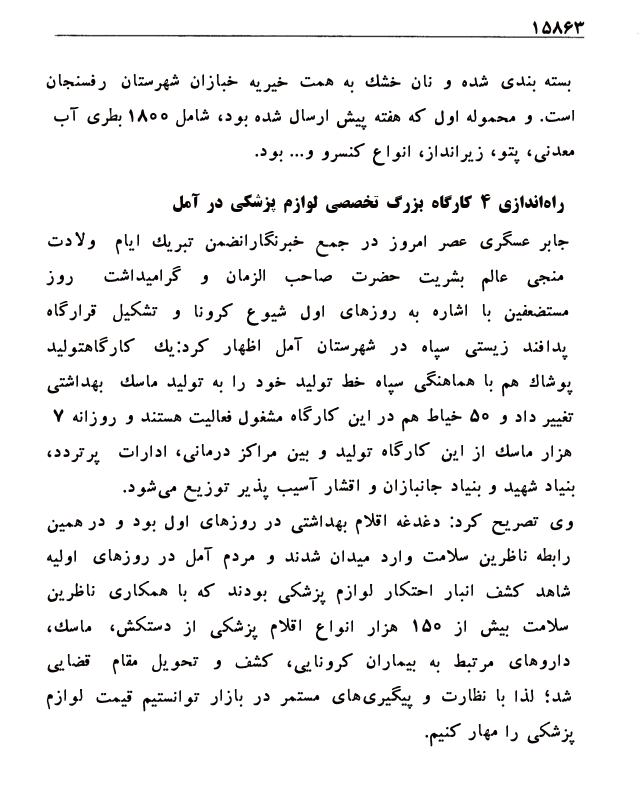 ۱۵۸۶۳
بسته بندی شده و نان خشك به همت خیریه خبازان شهرستان رفسنجان
است. و محموله اول که هفته پیش ارسال شده بود، شامل ۱۸۰۰ بطری آب
معدنی، پتو، زیرانداز، انواع کنسرو و... بود.
راه‌اندازی ۴ کارگاه بزرگ تخصصی لوازم پزشکی در آمل
جابر عسگری عصر امروز در جمع خبرنگارانضمن تبریك ایام ولادت
منجی عالم بشریت حضرت صاحب الزمان و گرامیداشت روز
مستضعفین با اشاره به روزهای اول شیوع کرونا و تشکیل قرارگاه
پدافند زیستی سپاه در شهرستان آمل اظهار کرد:یك کارگاهتولید
پوشاك هم با هماهنگی سپاه خط تولید خود را به تولید ماسك بهداشتی
تغییر داد و ۵۰ خیاط هم در این کارگاه مشغول فعالیت هستند و روزانه ۷
هزار ماسك از این کارگاه تولید و بین مراکز درمانی، ادارات پرتردد،
بنیاد شهید و بنیاد جانبازان و اقشار آسیب پذیر توزیع می‌شود.
وی تصریح کرد: دغدغه اقلام بهداشتی در روزهای اول بود و در همین
رابطه ناظرین سلامت وارد میدان شدند و مردم آمل در روزهای اولیه
شاهد کشف انبار احتکار لوازم پزشکی بودند که با همکاری ناظرین
سلامت بیش از ۱۵۰ هزار انواع اقلام پزشکی از دستکش، ماسك،
داروهای مرتبط به بیماران کرونایی، کشف و تحویل مقام قضایی
شد؛ لذا با نظارت و پیگیری‌های مستمر در بازار توانستیم قیمت لوازم
پزشکی را مهار کنیم.